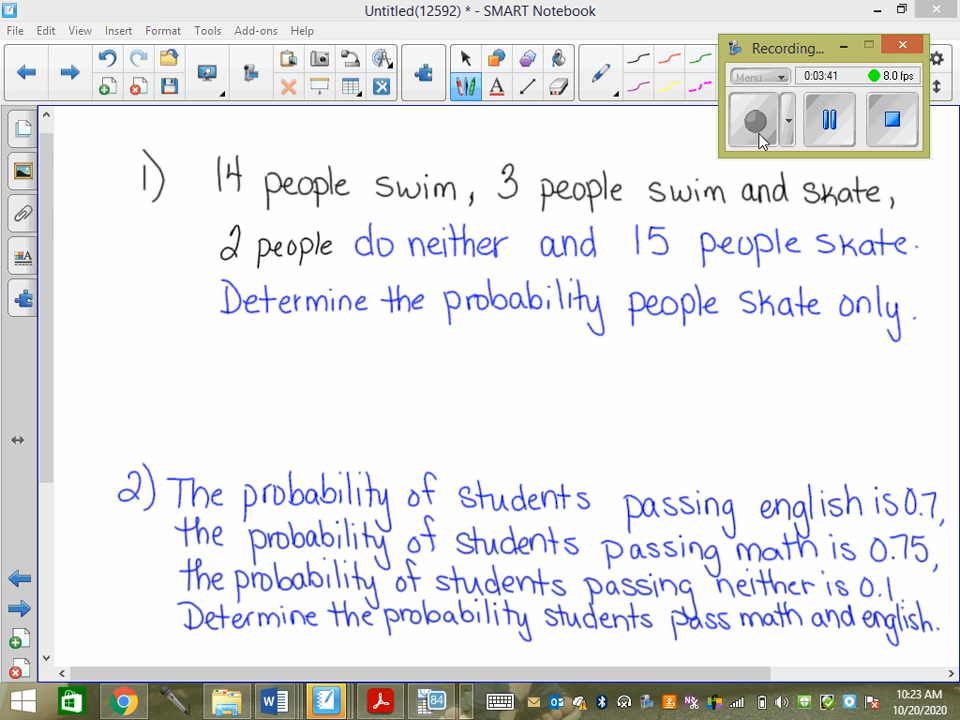 Untitled(12592) * - SMART Notebook
File Edit View Insert Format Tools Add-ons Help
Recording...
Menu 0:03:41 8.0 fps
1) 14 people swim, 3 people swim and skate,
2 people do neither and 15 people skate.
Determine the probability people skate only.
2) The probability of students passing english is 0.7,
the probability of students passing math is 0.75,
the probability of students passing neither is 0.1
Determine the probability students pass math and english.
84
10:23 AM
10/20/2020